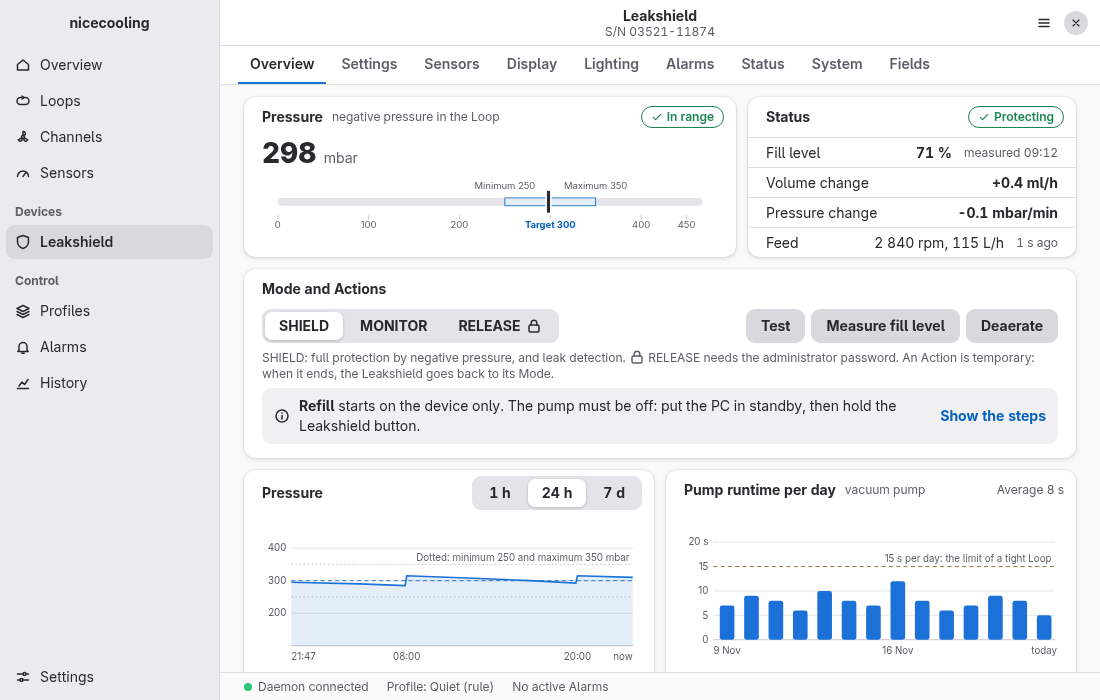 nicecooling
Overview
Loops
Channels
Sensors
Devices
Leakshield
Control
Profiles
Alarms
History
Settings
Leakshield
S/N 03521-11874
Overview Settings Sensors Display Lighting Alarms Status System Fields
Pressure negative pressure in the Loop In range
298 mbar
Minimum 250 Maximum 350
0 100 200 Target 300 400 450
Status Protecting
Fill level 71 % measured 09:12
Volume change +0.4 ml/h
Pressure change -0.1 mbar/min
Feed 2 840 rpm, 115 L/h 1 s ago
Mode and Actions
SHIELD MONITOR RELEASE Test Measure fill level Deaerate
SHIELD: full protection by negative pressure, and leak detection. RELEASE needs the administrator password. An Action is temporary:
when it ends, the Leakshield goes back to its Mode.
Refill starts on the device only. The pump must be off: put the PC in standby, then hold the
Leakshield button.
Show the steps
Pressure 1 h 24 h 7 d
400
Dotted: minimum 250 and maximum 350 mbar
300
200
21:47 08:00 20:00 now
Pump runtime per day vacuum pump Average 8 s
20 s
15 s per day: the limit of a tight Loop
15
10
5
0
9 Nov 16 Nov today
Daemon connected Profile: Quiet (rule) No active Alarms